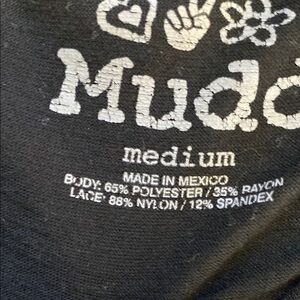 Mudd
medium
MADE IN MEXICO
BODY: 65% POLYESTER / 35% RAYON
LACE: 88% NYLON / 12% SPANDEX